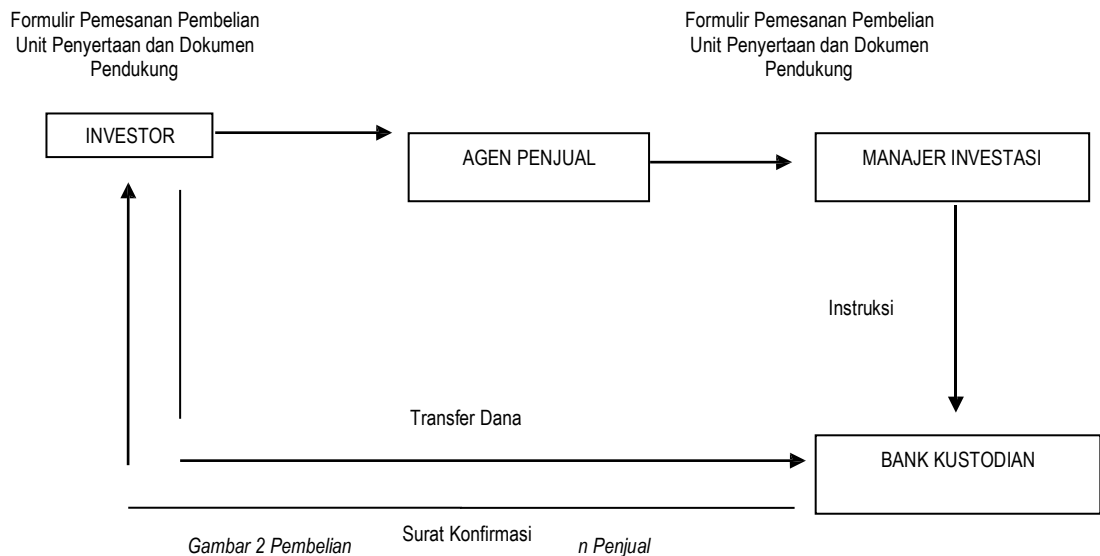 Formulir Pemesanan Pembelian
Unit Penyertaan dan Dokumen
Pendukung
Formulir Pemesanan Pembelian
Unit Penyertaan dan Dokumen
Pendukung
INVESTOR
AGEN PENJUAL
MANAJER INVESTASI
Instruksi
Transfer Dana
BANK KUSTODIAN
Surat Konfirmasi
Gambar 2 Pembelian n Penjual